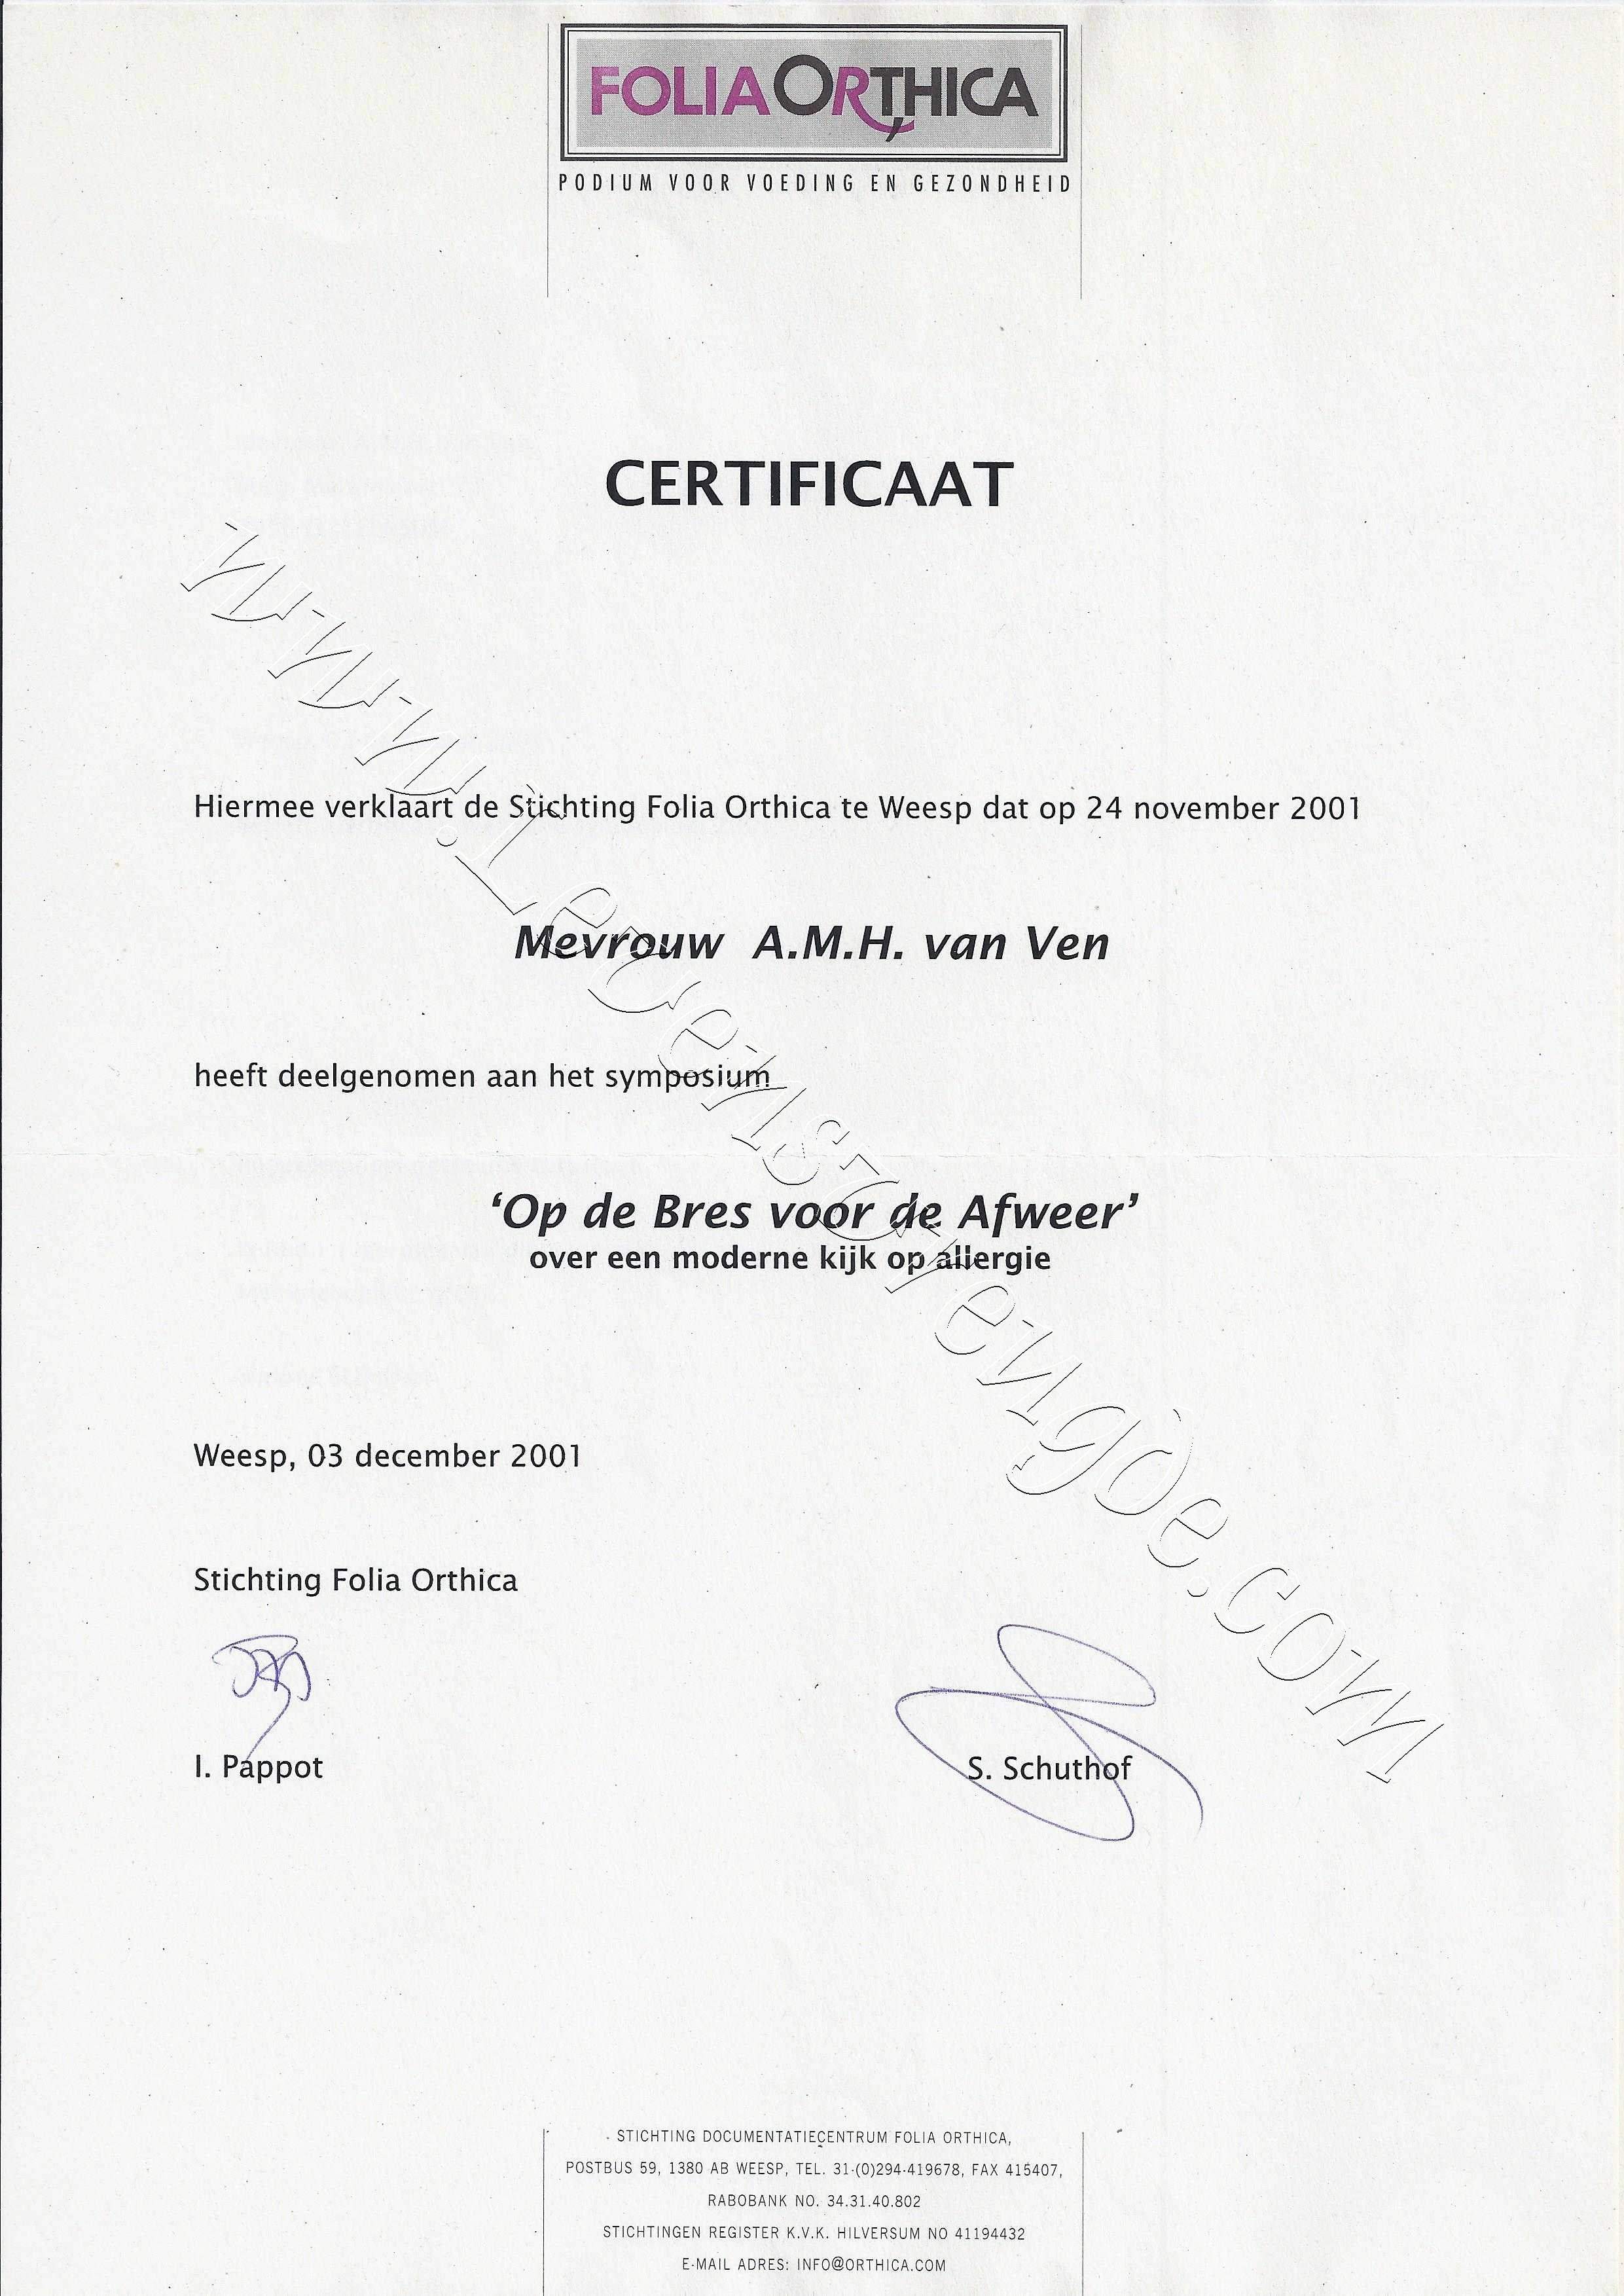 FOLIA ORTHICA
PODIUM VOOR VOEDING EN GEZONDHEID
CERTIFICAAT
Hiermee verklaart de Stichting Folia Orthica te Weesp dat op 24 november 2001
Mevrouw A.M.H. van Ven
heeft deelgenomen aan het symposium
‘Op de Bres voor de Afweer’
over een moderne kijk op allergie
Weesp, 03 december 2001
Stichting Folia Orthica
I. Pappot
S. Schuthof
STICHTING DOCUMENTATIECENTRUM FOLIA ORTHICA,
POSTBUS 59, 1380 AB WEESP, TEL. 31-(0)294-419678, FAX 415407,
RABOBANK NO. 34.31.40.802
STICHTINGEN REGISTER K.V.K. HILVERSUM NO 41194432
E-MAIL ADRES: INFO@ORTHICA.COM